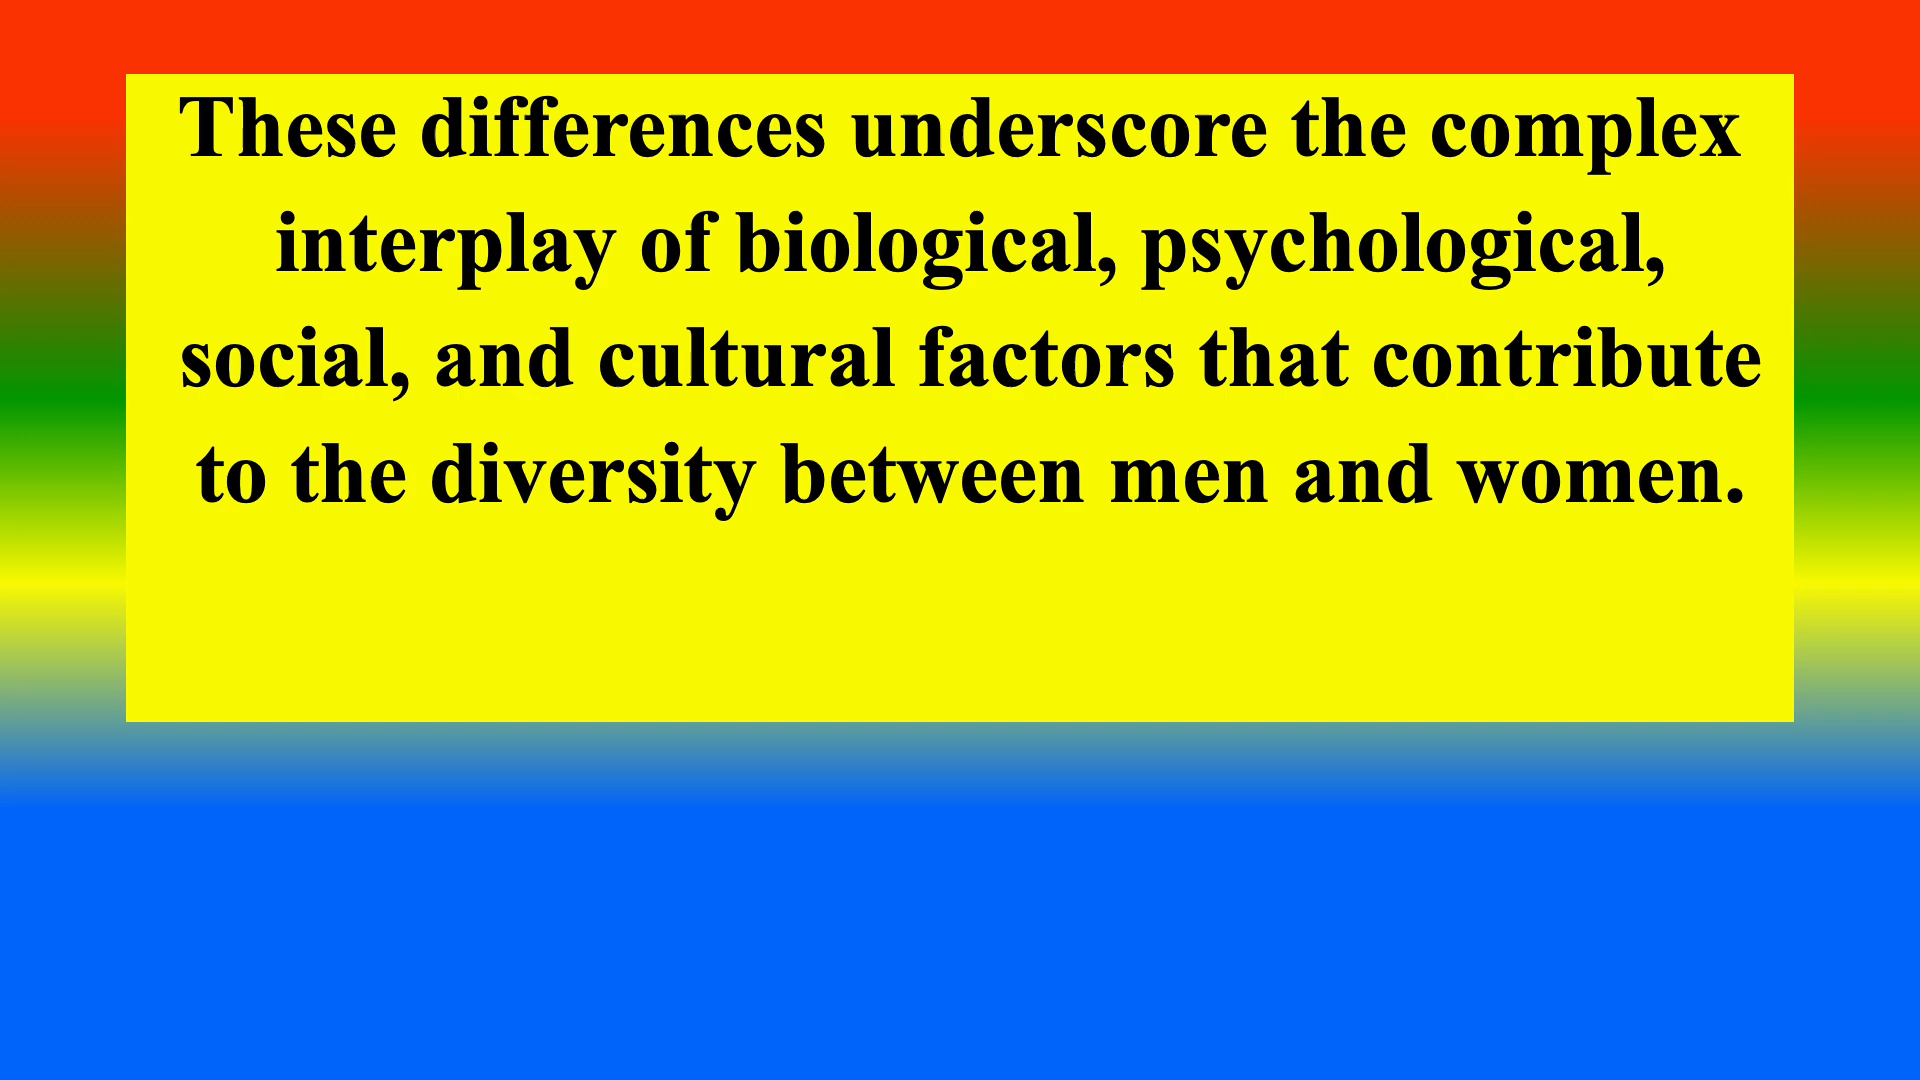 These differences underscore the complex
interplay of biological, psychological,
social, and cultural factors that contribute
to the diversity between men and women.